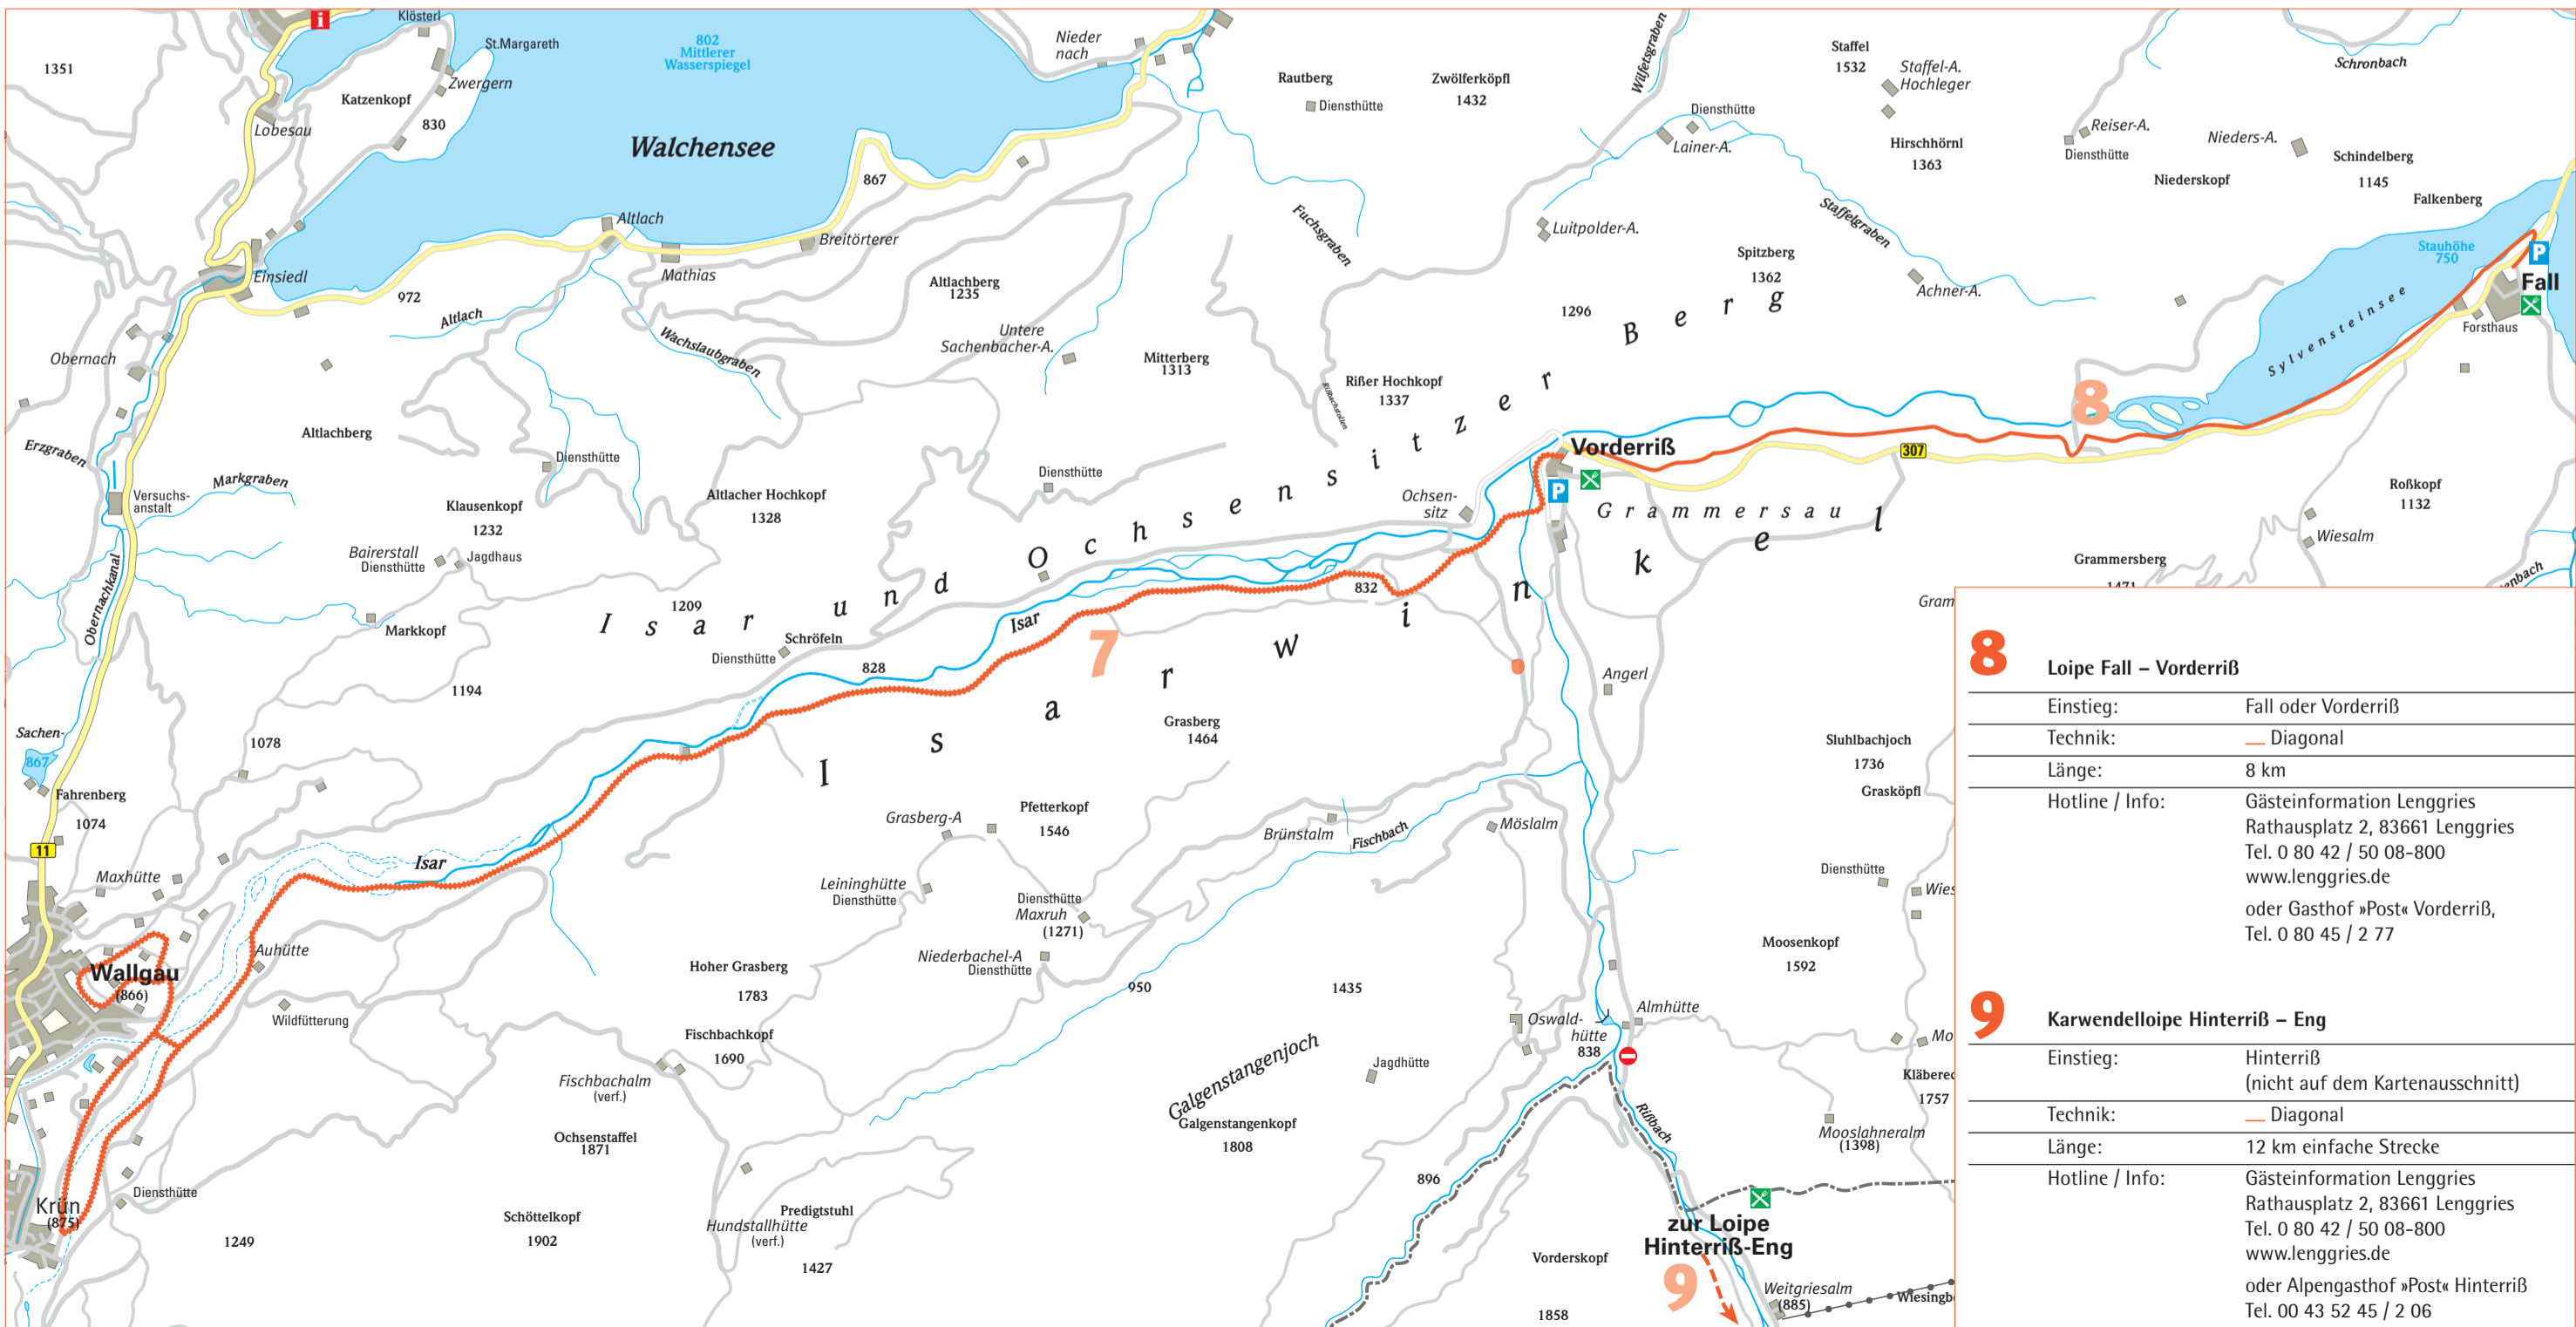 Klösterl
St.Margareth
802
Mittlerer
Wasserspiegel
Nieder
nach
1351
Zwergern
Katzenkopf
830
Lobesau
Walchensee
867
Rautberg
Diensthütte
Zwölferköpfl
1432
Wilfetsgraben
Staffel
1532
Staffel-A.
Hochleger
Schronbach
Diensthütte
Lainer-A.
Hirschhörnl
1363
Reiser-A.
Diensthütte
Nieders-A.
Schindelberg
1145
Niederskopf
Falkenberg
Altlach
Breitörterer
Mathias
Einsiedl
972
Altlach
Altlachberg
1235
Fuchsgraben
Luitpolder-A.
Staffelgraben
Spitzberg
1362
Achner-A.
1296
Stauhöhe
750
P
Fall
Forsthaus
Sylvensteinsee
Obernach
Wachslaubgraben
Untere
Sachenbacher-A.
Mitterberg
1313
Rißer Hochkopf
1337
Rißbachstollen
Altlachberg
Erzgraben
Diensthütte
Markgraben
Versuchs-
anstalt
Klausenkopf
1232
Altlacher Hochkopf
1328
Diensthütte
Isar und Ochsensitzer Berg
8
Vorderriß
307
P
Ochsen-
sitz
Grammersau
Roßkopf
1132
Wiesalm
Grammersberg
1471
Gram
enbach
Bairerstall
Diensthütte
Jagdhaus
Obernachkanal
Markkopf
1209
Schröfeln
Diensthütte
828
Isar
832
7
Isarwinkel
1194
Angerl
Grasberg
1464
Sachen-
867
1078
Fahrenberg
1074
11
Sluhlbachjoch
1736
Grasköpfl
Grasberg-A
Pfetterkopf
1546
Brünstalm
Fischbach
Möslalm
Isar
Maxhütte
Leininghütte
Diensthütte
Diensthütte
Maxruh
(1271)
Diensthütte
Wies
Auhütte
Wallgau
(866)
Wildfütterung
Hoher Grasberg
1783
Niederbachel-A
Diensthütte
950
1435
Moosenkopf
1592
Fischbachkopf
1690
Oswald-
hütte
838
Almhütte
Mo
Fischbachalm
(verf.)
Galgenstangenjoch
Jagdhütte
Kläberec
1757
Ochsenstaffel
1871
Galgenstangenkopf
1808
Rißbach
Mooslahneralm
(1398)
896
Krün
(875)
Diensthütte
1249
Schöttelkopf
1902
Predigtstuhl
Hundstallhütte
(verf.)
1427
zur Loipe
Hinterriß-Eng
Vorderskopf
1858
9
Weitgriesalm
(885)
Wiesingb
8
Loipe Fall – Vorderriß
Einstieg: Fall oder Vorderriß
Technik: Diagonal
Länge: 8 km
Hotline / Info: Gästeinformation Lenggries
Rathausplatz 2, 83661 Lenggries
Tel. 0 80 42 / 50 08-800
www.lenggries.de
oder Gasthof »Post« Vorderriß,
Tel. 0 80 45 / 2 77
9
Karwendelloipe Hinterriß – Eng
Einstieg: Hinterriß
(nicht auf dem Kartenausschnitt)
Technik: Diagonal
Länge: 12 km einfache Strecke
Hotline / Info: Gästeinformation Lenggries
Rathausplatz 2, 83661 Lenggries
Tel. 0 80 42 / 50 08-800
www.lenggries.de
oder Alpengasthof »Post« Hinterriß
Tel. 00 43 52 45 / 2 06